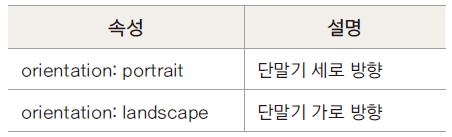 속성 설명
orientation: portrait 단말기 세로 방향
orientation: landscape 단말기 가로 방향